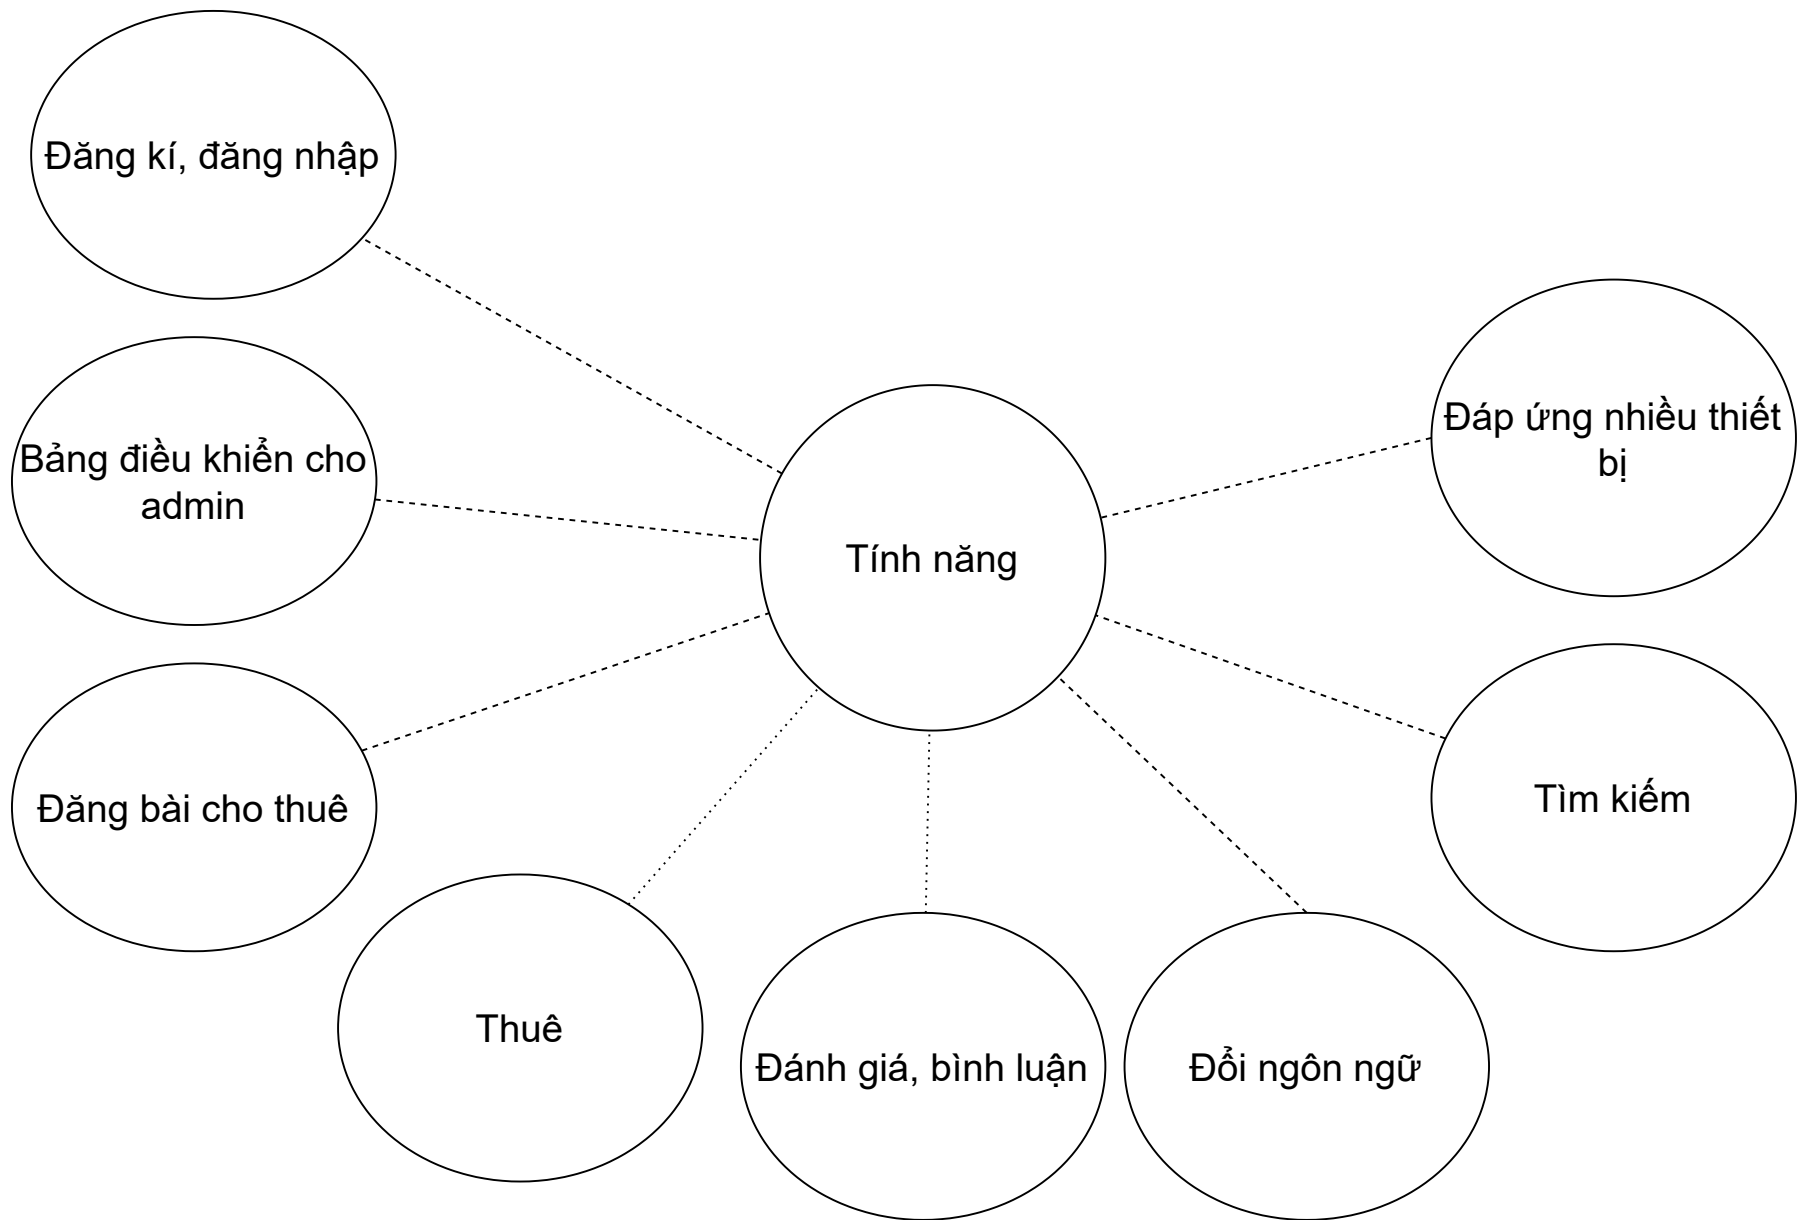 Đăng kí, đăng nhập
Bảng điều khiển cho
admin
Đăng bài cho thuê
Thuê
Đánh giá, bình luận
Đổi ngôn ngữ
Tìm kiếm
Đáp ứng nhiều thiết
bị
Tính năng